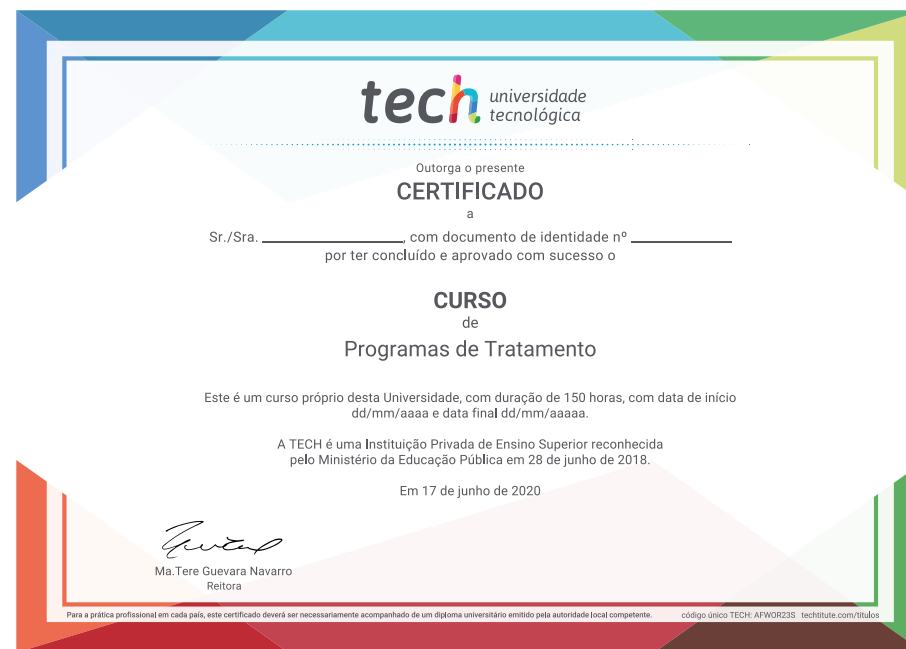 tech universidade
tecnológica
Outorga o presente
CERTIFICADO
a
Sr./Sra. ____________, com documento de identidade nº ____________
por ter concluído e aprovado com sucesso o
CURSO
de
Programas de Tratamento
Este é um curso próprio desta Universidade, com duração de 150 horas, com data de início
dd/mm/aaaa e data final dd/mm/aaaaa.
A TECH é uma Instituição Privada de Ensino Superior reconhecida
pelo Ministério da Educação Pública em 28 de junho de 2018.
Em 17 de junho de 2020
Ma.Tere Guevara Navarro
Reitora
Para a prática profissional em cada país, este certificado deverá ser necessariamente acompanhado de um diploma universitário emitido pela autoridade local competente. código único TECH: AFWOR23S techtitute.com/titulos